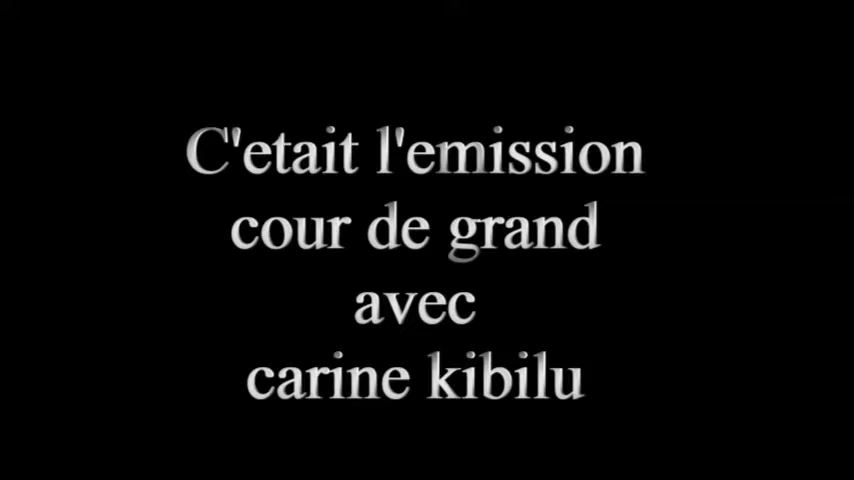 C'etait l'emission
cour de grand
avec
carine kibilu